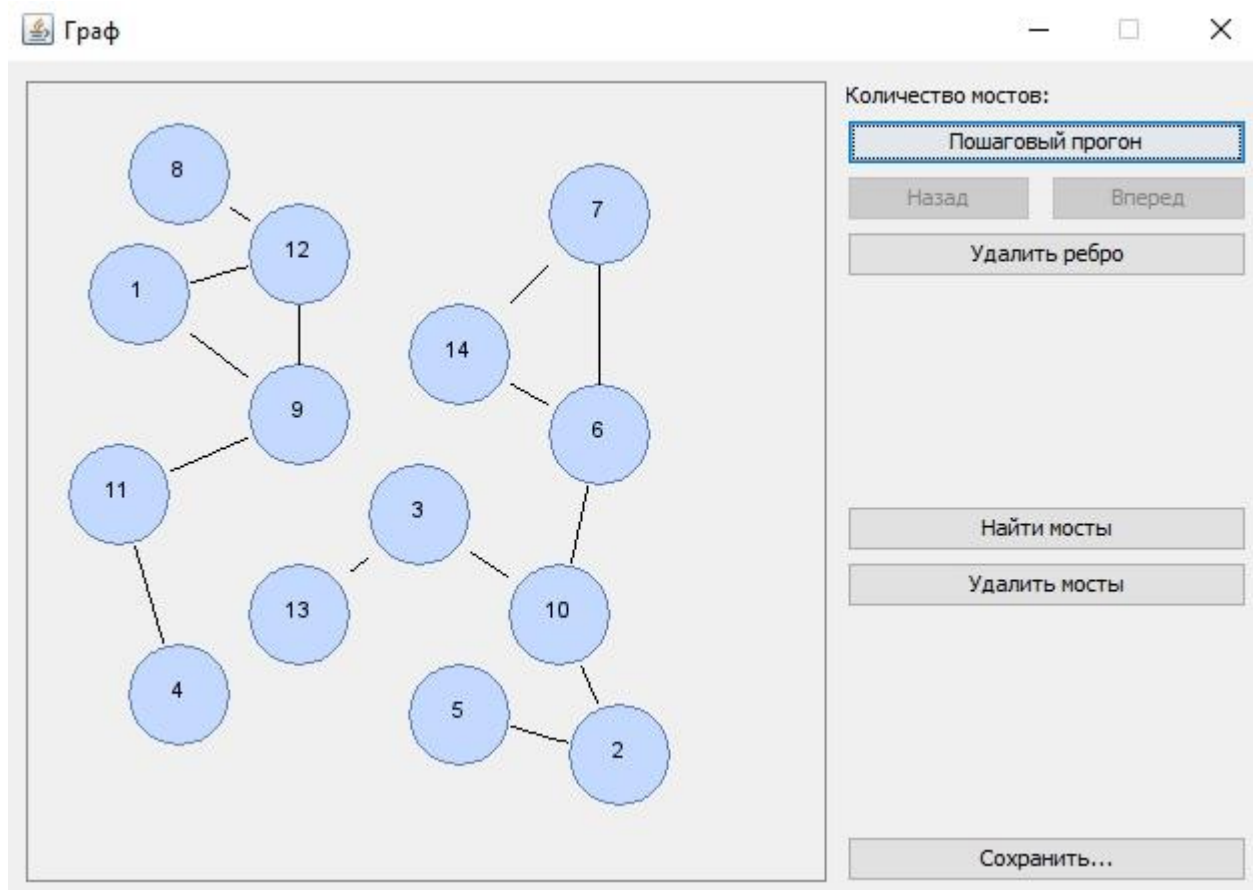 Граф
Количество мостов:
Пошаговый прогон
Назад
Вперед
Удалить ребро
Найти мосты
Удалить мосты
Сохранить...
8
7
12
1
14
9
6
11
3
13
10
4
5
2